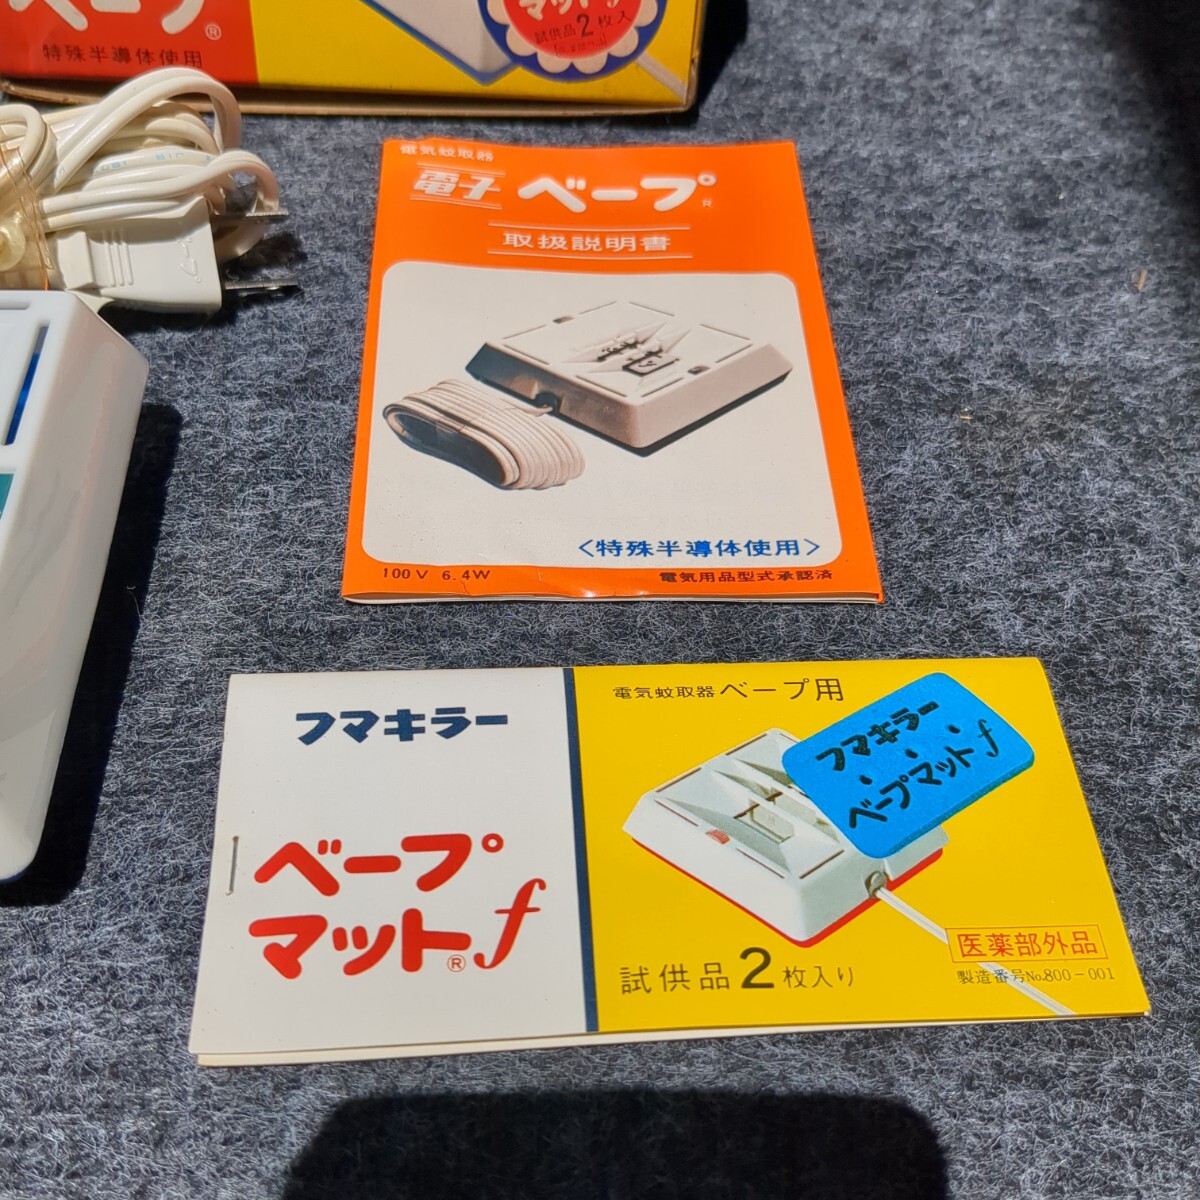 ベープ®
特殊半導体使用
マット f
試供品2枚入
電気蚊取器
電子 ベープ®
取扱説明書
<特殊半導体使用>
100V 6.4W
電気用品型式承認済
フマキラー
ベープ
マット® f
電気蚊取器ベープ用
フマキラー
ベープマット f
試供品2枚入り
医薬部外品
製造番号No.800-001